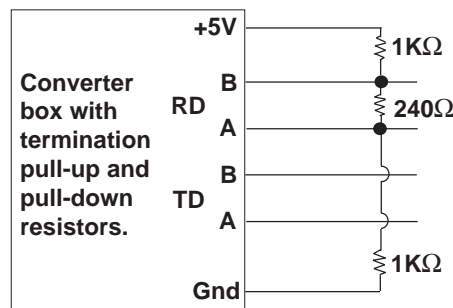 +5V
1KΩ
B
Converter
box with
termination
pull-up and
pull-down
resistors.
RD
240Ω
A
B
TD
A
1KΩ
Gnd